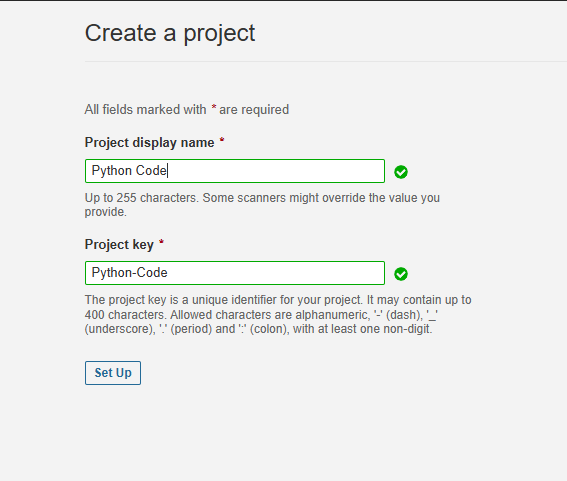 Create a project
All fields marked with * are required
Project display name *
Python Code
Up to 255 characters. Some scanners might override the value you
provide.
Project key *
Python-Code
The project key is a unique identifier for your project. It may contain up to
400 characters. Allowed characters are alphanumeric, '-' (dash), '_'
(underscore), '.' (period) and ':' (colon), with at least one non-digit.
Set Up